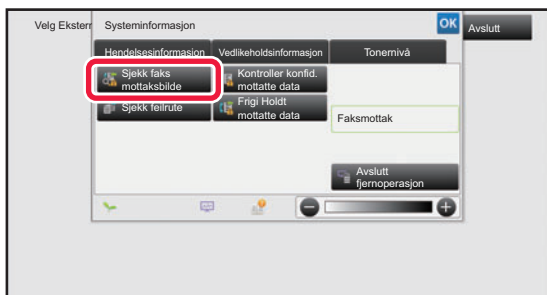 Velg Ekstern
Systeminformasjon
OK
Avslutt
Hendelsesinformasjon
Vedlikeholdsinformasjon
Tonernivå
Sjekk faks
mottaksbilde
Kontroller konfid.
mottatte data
Sjekk feilrute
Frigi Holdt
mottatte data
Faksmottak
Avslutt
fjernoperasjon